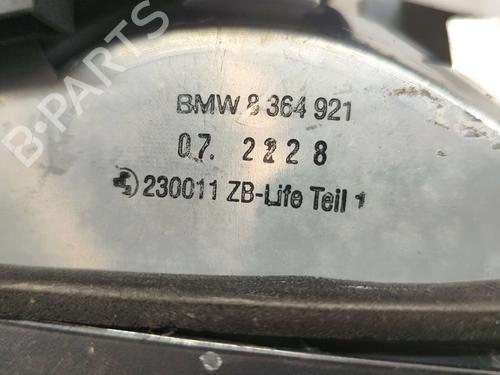 B-PARTS
BMW 8 364 921
07. 2228
230011 ZB-Life Teil 1